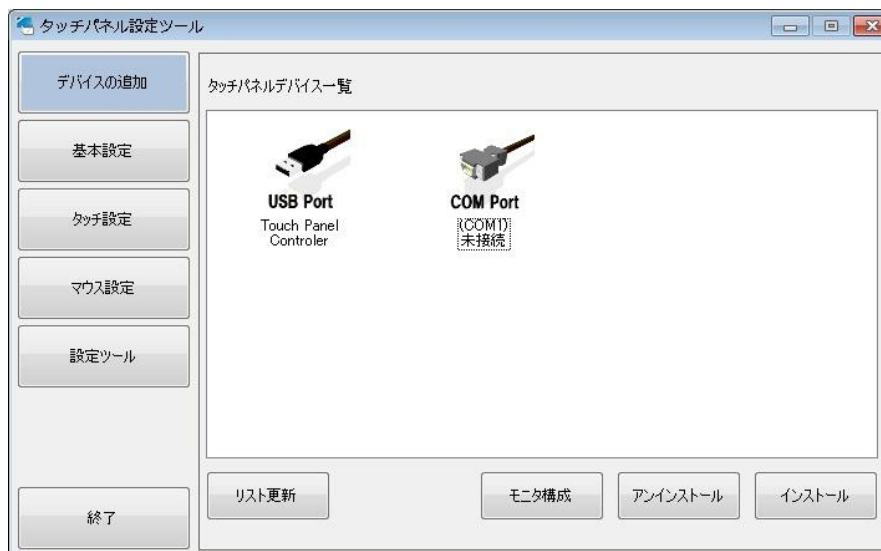 タッチパネル設定ツール
デバイスの追加
基本設定
タッチ設定
マウス設定
設定ツール
終了
タッチパネルデバイス一覧
USB Port
Touch Panel
Controler
COM Port
(COM1)
未接続
リスト更新
モニタ構成
アンインストール
インストール